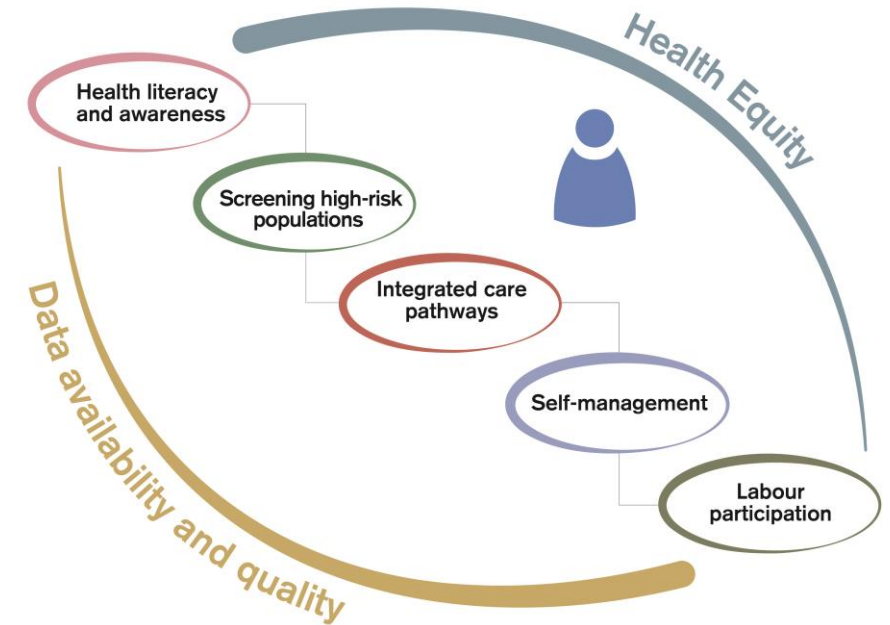 Health Equity
Health literacy
and awareness
Screening high-risk
populations
Integrated care
pathways
Self-management
Labour
participation
Data availability and quality